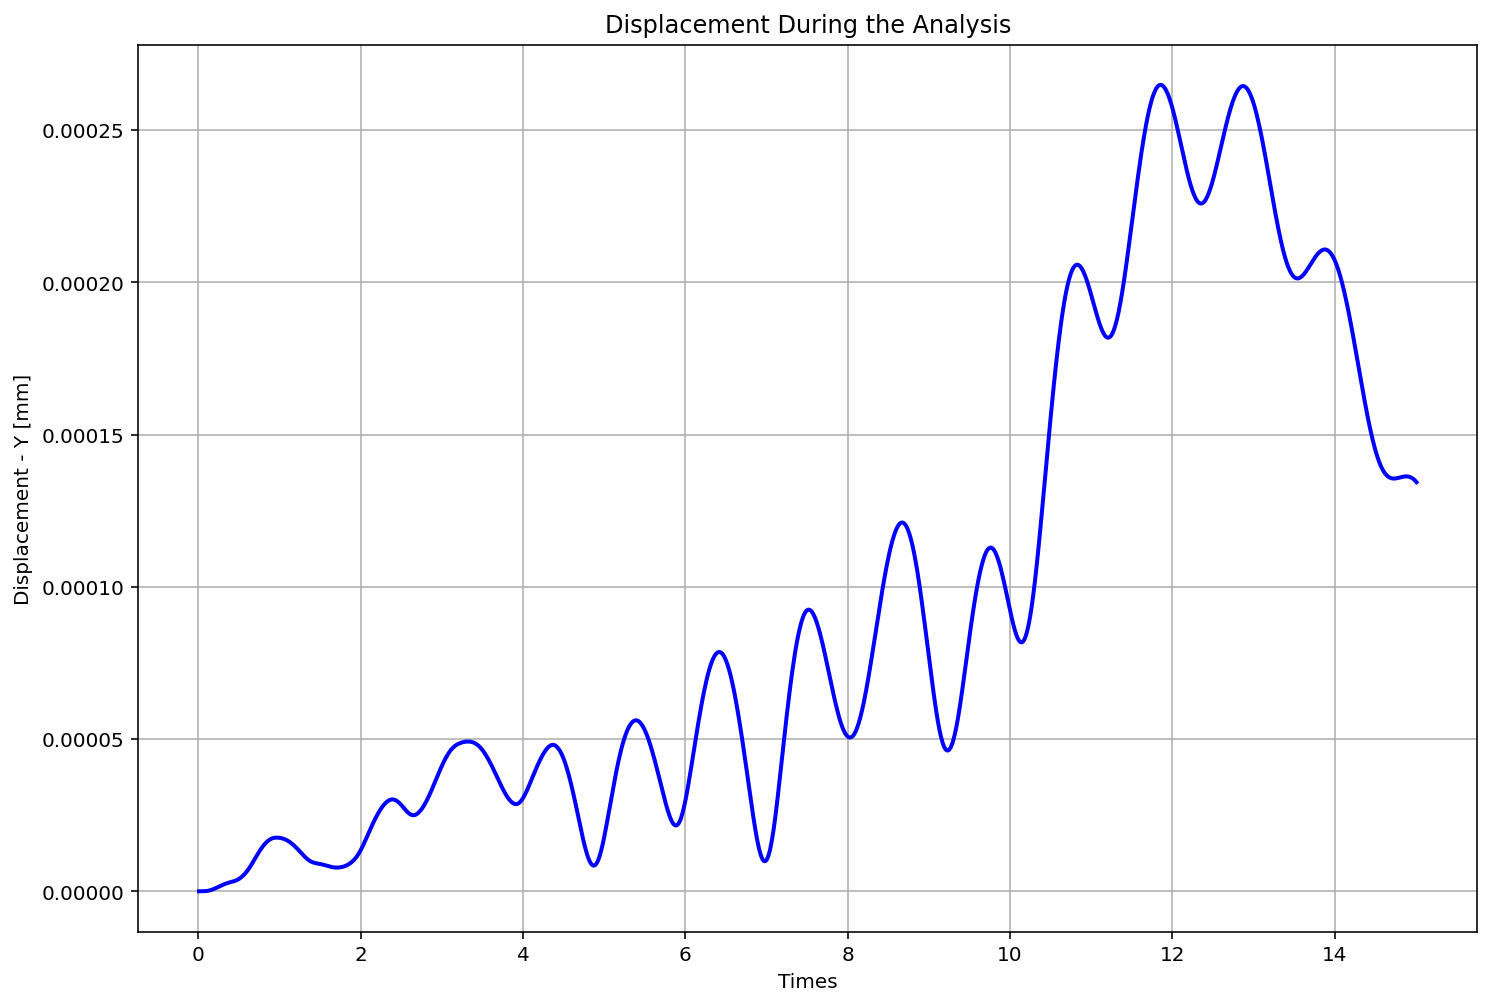 Displacement During the Analysis
Displacement - Y [mm]
0.00025
0.00020
0.00015
0.00010
0.00005
0.00000
0 2 4 6 8 10 12 14
Times